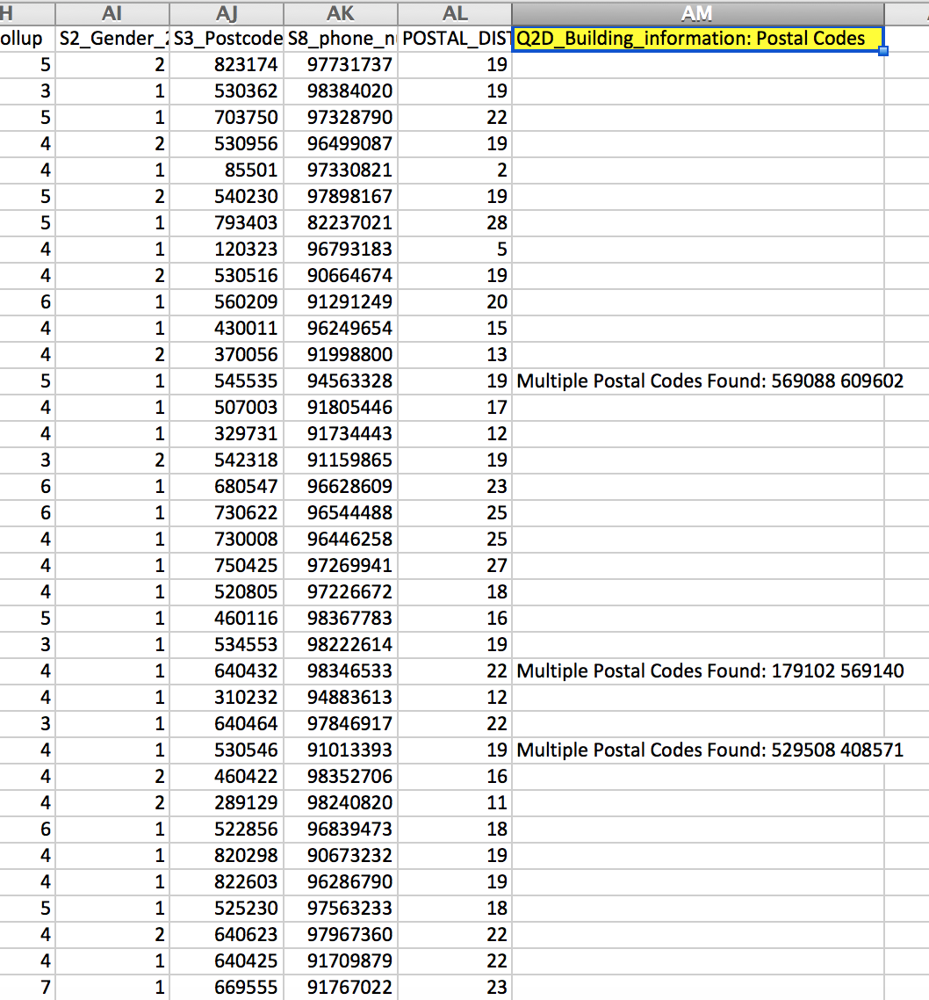 H AI AJ AK AL AM
ollup S2_Gender_2 S3_Postcode S8_phone_n POSTAL_DIST Q2D_Building_information: Postal Codes
5 2 823174 97731737 19
3 1 530362 98384020 19
5 1 703750 97328790 22
4 2 530956 96499087 19
4 1 85501 97330821 2
5 2 540230 97898167 19
5 1 793403 82237021 28
4 1 120323 96793183 5
4 2 530516 90664674 19
6 1 560209 91291249 20
4 1 430011 96249654 15
4 2 370056 91998800 13
5 1 545535 94563328 19 Multiple Postal Codes Found: 569088 609602
4 1 507003 91805446 17
4 1 329731 91734443 12
3 2 542318 91159865 19
6 1 680547 96628609 23
6 1 730622 96544488 25
4 1 730008 96446258 25
4 1 750425 97269941 27
4 1 520805 97226672 18
5 1 460116 98367783 16
3 1 534553 98222614 19
4 1 640432 98346533 22 Multiple Postal Codes Found: 179102 569140
4 1 310232 94883613 12
3 1 640464 97846917 22
4 1 530546 91013393 19 Multiple Postal Codes Found: 529508 408571
4 2 460422 98352706 16
4 2 289129 98240820 11
6 1 522856 96839473 18
4 1 820298 90673232 19
4 1 822603 96286790 19
5 1 525230 97563233 18
4 2 640623 97967360 22
4 1 640425 91709879 22
7 1 669555 91767022 23